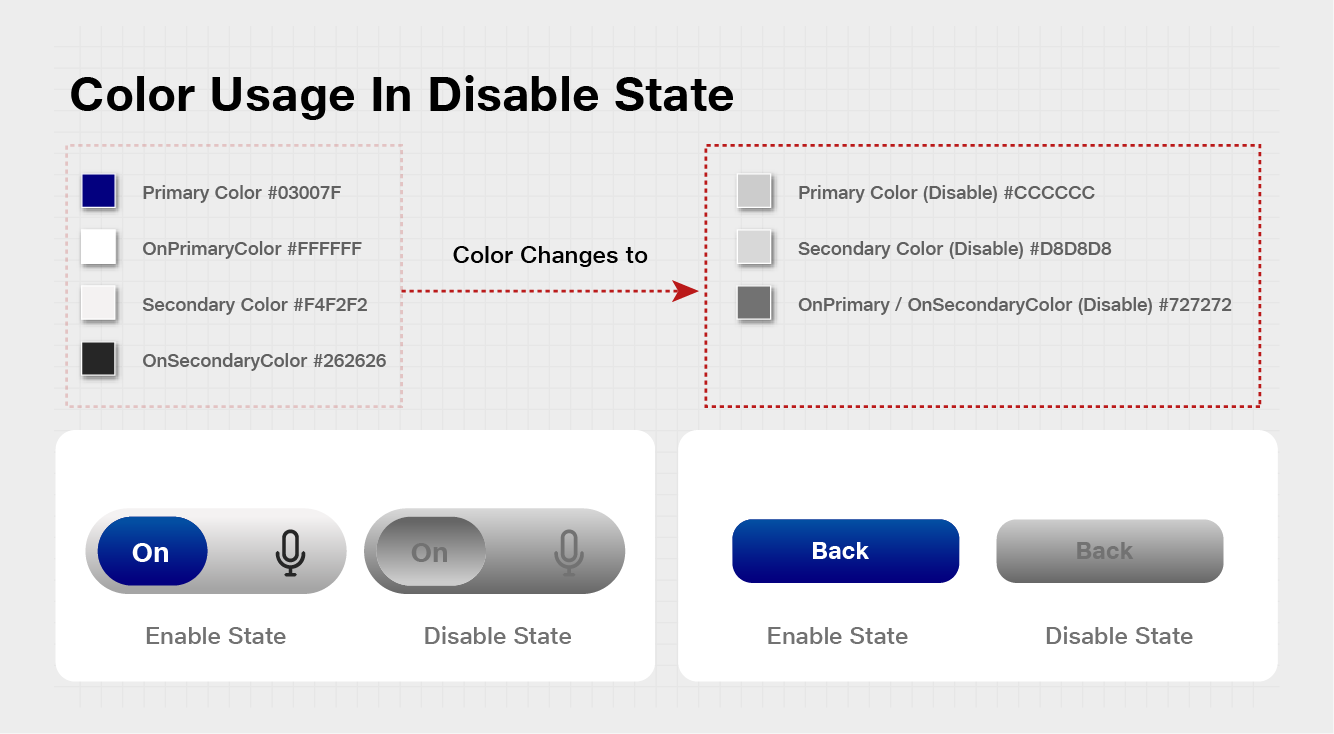 Color Usage In Disable State
Primary Color #03007F
OnPrimaryColor #FFFFFF
Secondary Color #F4F2F2
OnSecondaryColor #262626
Color Changes to
Primary Color (Disable) #CCCCCC
Secondary Color (Disable) #D8D8D8
OnPrimary / OnSecondaryColor (Disable) #727272
On
On
Enable State
Disable State
Back
Back
Enable State
Disable State